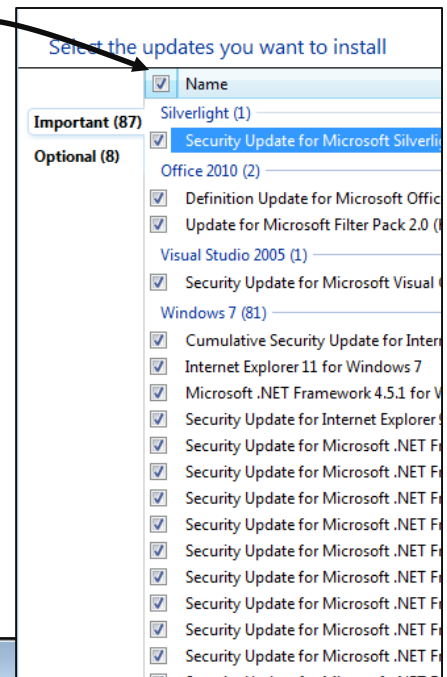 Select the updates you want to install
Name
Important (87)
Optional (8)
Silverlight (1)
Security Update for Microsoft Silverli
Office 2010 (2)
Definition Update for Microsoft Offic
Update for Microsoft Filter Pack 2.0 (
Visual Studio 2005 (1)
Security Update for Microsoft Visual
Windows 7 (81)
Cumulative Security Update for Inter
Internet Explorer 11 for Windows 7
Microsoft .NET Framework 4.5.1 for
Security Update for Internet Explorer
Security Update for Microsoft .NET Fr
Security Update for Microsoft .NET Fr
Security Update for Microsoft .NET Fr
Security Update for Microsoft .NET Fr
Security Update for Microsoft .NET Fr
Security Update for Microsoft .NET Fr
Security Update for Microsoft .NET Fr
Security Update for Microsoft .NET Fr
Security Update for Microsoft .NET Fr